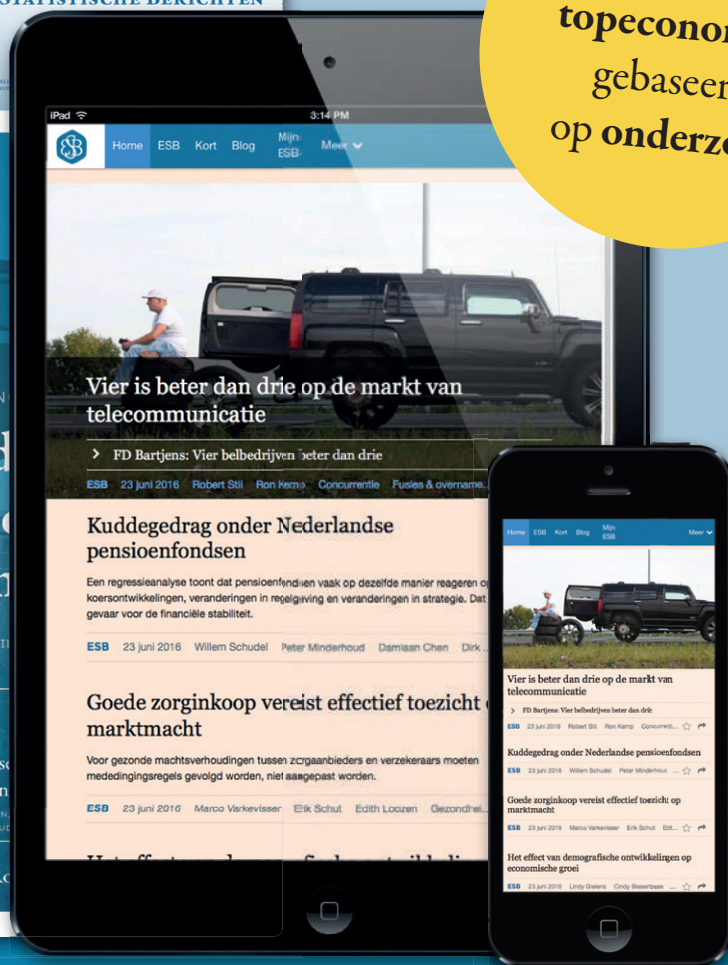 STATISTISCHE BERICHTEN
gebaseer
op onderzo
iPad
3:14 PM
ESB
Home ESB Kort Blog Mijn ESB Meer
Vier is beter dan drie op de markt van
telecommunicatie
> FD Bartjens: Vier belbedrijven beter dan drie
ESB 23 juni 2016 Robert Stil Ron Kemp Concurrentie Fusies & overname...
Kuddegedrag onder Nederlandse
pensioenfondsen
Een regressieanalyse toont dat pensioenfondsen vaak op dezelfde manier reageren o
koersontwikkelingen, veranderingen in regelgeving en veranderingen in strategie. Dat
gevaar voor de financiële stabiliteit.
ESB 23 juni 2016 Willem Schudel Peter Minderhoud Damiaan Chen Dirk ...
Goede zorginkoop vereist effectief toezicht
marktmacht
Voor gezonde machtsverhoudingen tussen zorgaanbieders en verzekeraars moeten
mededingingsregels gevolgd worden, niet aangepast worden.
ESB 23 juni 2016 Marco Varkevisser Erik Schut Edith Loozen Gezondhei...
Home ESB Kort Blog Mijn ESB Meer
Vier is beter dan drie op de markt van
telecommunicatie
> FD Bartjens: Vier belbedrijven beter dan drie
ESB 23 juni 2016 Robert Stil Ron Kemp Concurrenti...
Kuddegedrag onder Nederlandse pensioenfondsen
ESB 23 juni 2016 Willem Schudel Peter Minderhou ...
Goede zorginkoop vereist effectief toezicht op
marktmacht
ESB 23 juni 2016 Marco Varkevisser Erik Schut Edit...
Het effect van demografische ontwikkelingen op
economische groei
ESB 23 juni 2016 Lindy Gielens Cindy Biesenbeek ...